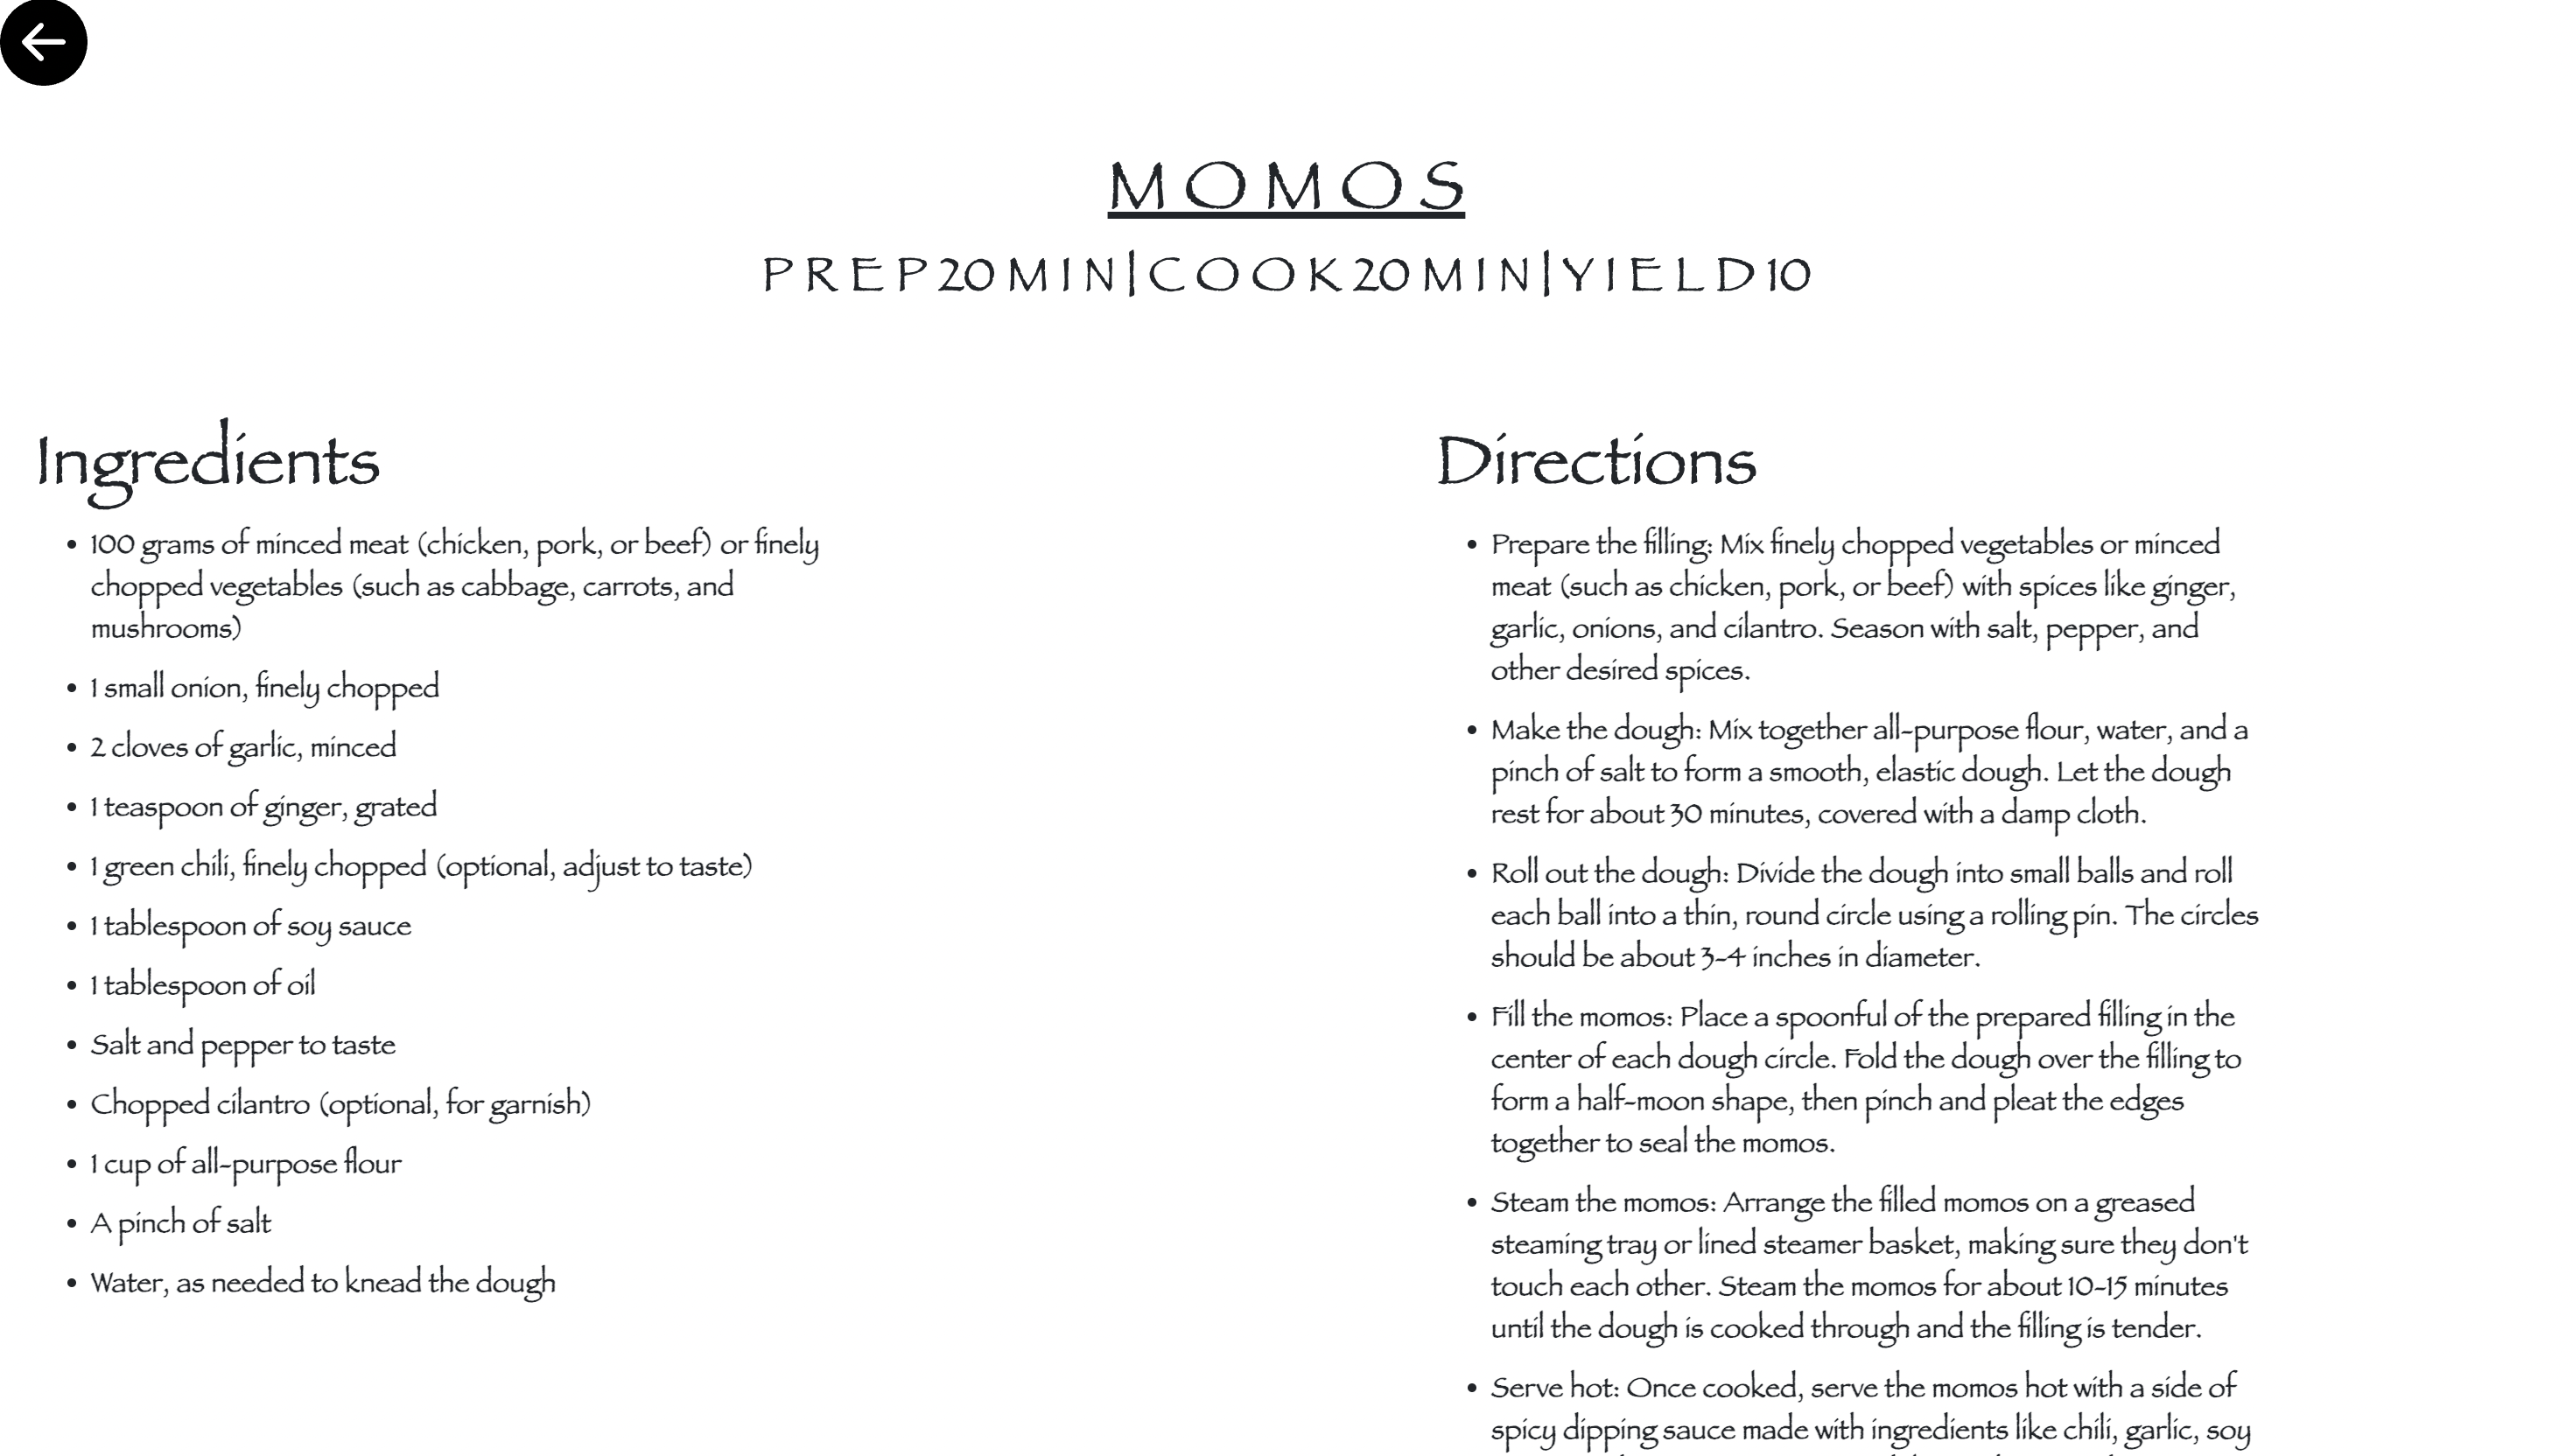 MOMOS
PREP20MIN|COOK20MIN|YIELD10
Ingredients
• 100 grams of minced meat (chicken, pork, or beef) or finely
chopped vegetables (such as cabbage, carrots, and
mushrooms)
• 1 small onion, finely chopped
• 2 cloves of garlic, minced
• 1 teaspoon of ginger, grated
• 1 green chili, finely chopped (optional, adjust to taste)
• 1 tablespoon of soy sauce
• 1 tablespoon of oil
• Salt and pepper to taste
• Chopped cilantro (optional, for garnish)
• 1 cup of all-purpose flour
• A pinch of salt
• Water, as needed to knead the dough
Directions
• Prepare the filling: Mix finely chopped vegetables or minced
meat (such as chicken, pork, or beef) with spices like ginger,
garlic, onions, and cilantro. Season with salt, pepper, and
other desired spices.
• Make the dough: Mix together all-purpose flour, water, and a
pinch of salt to form a smooth, elastic dough. Let the dough
rest for about 30 minutes, covered with a damp cloth.
• Roll out the dough: Divide the dough into small balls and roll
each ball into a thin, round circle using a rolling pin. The circles
should be about 3-4 inches in diameter.
• Fill the momos: Place a spoonful of the prepared filling in the
center of each dough circle. Fold the dough over the filling to
form a half-moon shape, then pinch and pleat the edges
together to seal the momos.
• Steam the momos: Arrange the filled momos on a greased
steaming tray or lined steamer basket, making sure they don't
touch each other. Steam the momos for about 10-15 minutes
until the dough is cooked through and the filling is tender.
• Serve hot: Once cooked, serve the momos hot with a side of
spicy dipping sauce made with ingredients like chili, garlic, soy